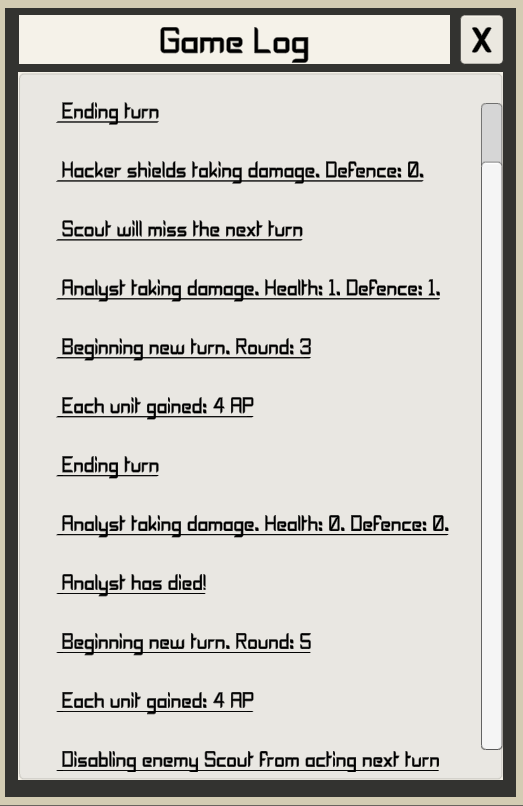 Game Log
X
Ending turn
Hacker shields taking damage. Defence: 0.
Scout will miss the next turn
Analyst taking damage. Health: 1. Defence: 1.
Beginning new turn. Round: 3
Each unit gained: 4 AP
Ending turn
Analyst taking damage. Health: 0. Defence: 0.
Analyst has died!
Beginning new turn. Round: 5
Each unit gained: 4 AP
Disabling enemy Scout from acting next turn